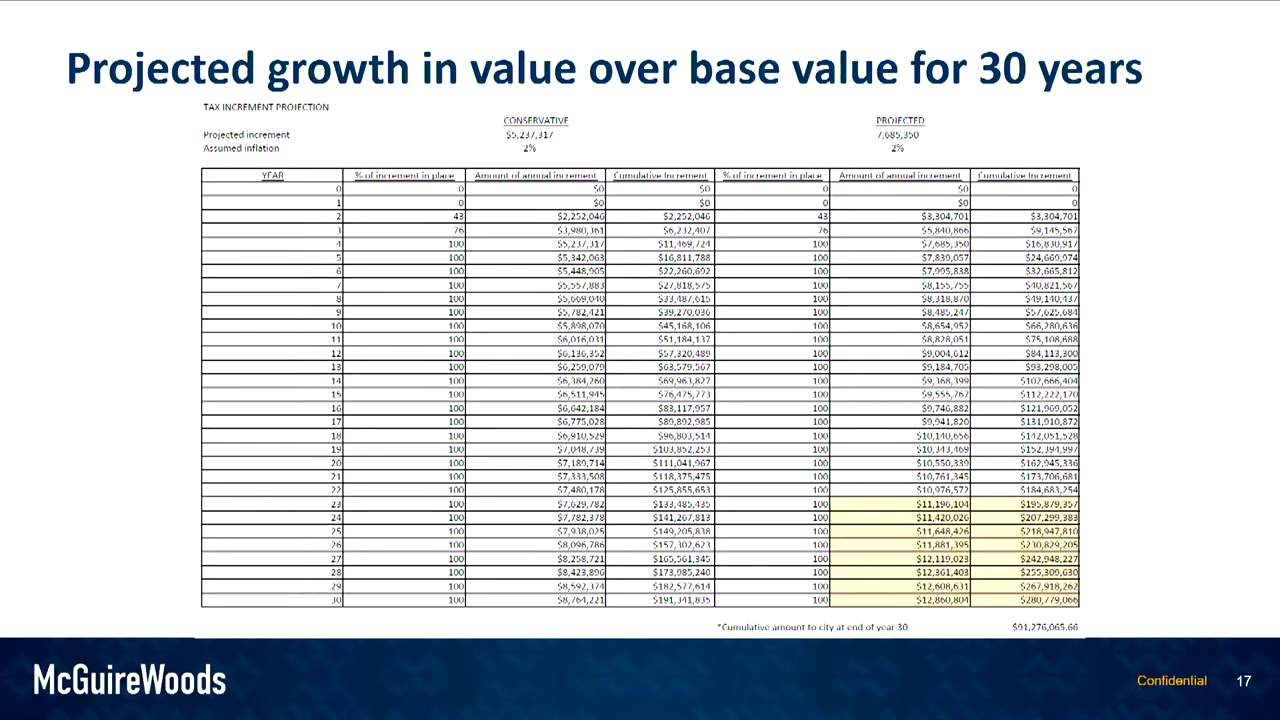 Projected growth in value over base value for 30 years
TAX INCREMENT PROJECTION
CONSERVATIVE PROJECTED
Projected increment $5,237,317 7,685,350
Assumed inflation 2% 2%
YEAR % of increment in place Amount of annual increment Cumulative Increment % of increment in place Amount of annual increment Cumulative Increment
0 0 $0 $0 0 $0 0
1 0 $0 $0 0 $0 0
2 43 $2,252,046 $2,252,046 43 $3,304,701 $3,304,701
3 76 $3,980,361 $6,232,407 76 $5,840,866 $9,145,567
4 100 $5,237,317 $11,469,724 100 $7,685,350 $16,830,917
5 100 $5,342,063 $16,811,788 100 $7,839,057 $24,669,974
6 100 $5,448,905 $22,260,692 100 $7,995,838 $32,665,812
7 100 $5,557,883 $27,818,575 100 $8,155,755 $40,821,567
8 100 $5,669,040 $33,487,615 100 $8,318,870 $49,140,437
9 100 $5,782,421 $39,270,036 100 $8,485,247 $57,625,684
10 100 $5,898,070 $45,168,106 100 $8,654,952 $66,280,636
11 100 $6,016,031 $51,184,137 100 $8,828,051 $75,108,688
12 100 $6,136,352 $57,320,489 100 $9,004,612 $84,113,300
13 100 $6,259,079 $63,579,567 100 $9,184,705 $93,298,005
14 100 $6,384,260 $69,963,827 100 $9,368,399 $102,666,404
15 100 $6,511,945 $76,475,773 100 $9,555,767 $112,222,170
16 100 $6,642,184 $83,117,957 100 $9,746,882 $121,969,052
17 100 $6,775,028 $89,892,985 100 $9,941,820 $131,910,872
18 100 $6,910,529 $96,803,514 100 $10,140,656 $142,051,528
19 100 $7,048,739 $103,852,253 100 $10,343,469 $152,394,997
20 100 $7,189,714 $111,041,967 100 $10,550,339 $162,945,336
21 100 $7,333,508 $118,375,475 100 $10,761,345 $173,706,681
22 100 $7,480,178 $125,855,653 100 $10,976,572 $184,683,254
23 100 $7,629,782 $133,485,435 100 $11,196,104 $195,879,357
24 100 $7,782,378 $141,267,813 100 $11,420,026 $207,299,383
25 100 $7,938,025 $149,205,838 100 $11,648,426 $218,947,810
26 100 $8,096,786 $157,302,623 100 $11,881,395 $230,829,205
27 100 $8,258,721 $165,561,345 100 $12,119,023 $242,948,227
28 100 $8,423,896 $173,985,240 100 $12,361,403 $255,309,630
29 100 $8,592,374 $182,577,614 100 $12,608,631 $267,918,262
30 100 $8,764,221 $191,341,835 100 $12,860,804 $280,779,066
*Cumulative amount to city at end of year 30 $91,276,065.66
McGuireWoods
Confidential 17